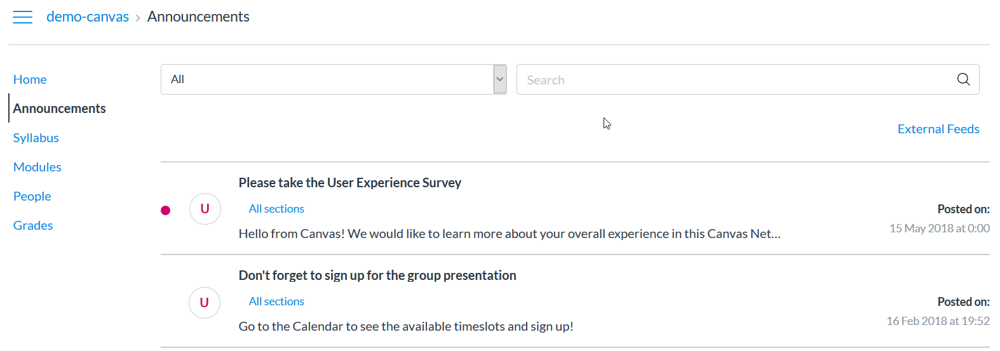 demo-canvas › Announcements
Home
Announcements
Syllabus
Modules
People
Grades
All
Search
External Feeds
Please take the User Experience Survey
U
All sections
Hello from Canvas! We would like to learn more about your overall experience in this Canvas Net...
Posted on:
15 May 2018 at 0:00
Don't forget to sign up for the group presentation
U
All sections
Go to the Calendar to see the available timeslots and sign up!
Posted on:
16 Feb 2018 at 19:52